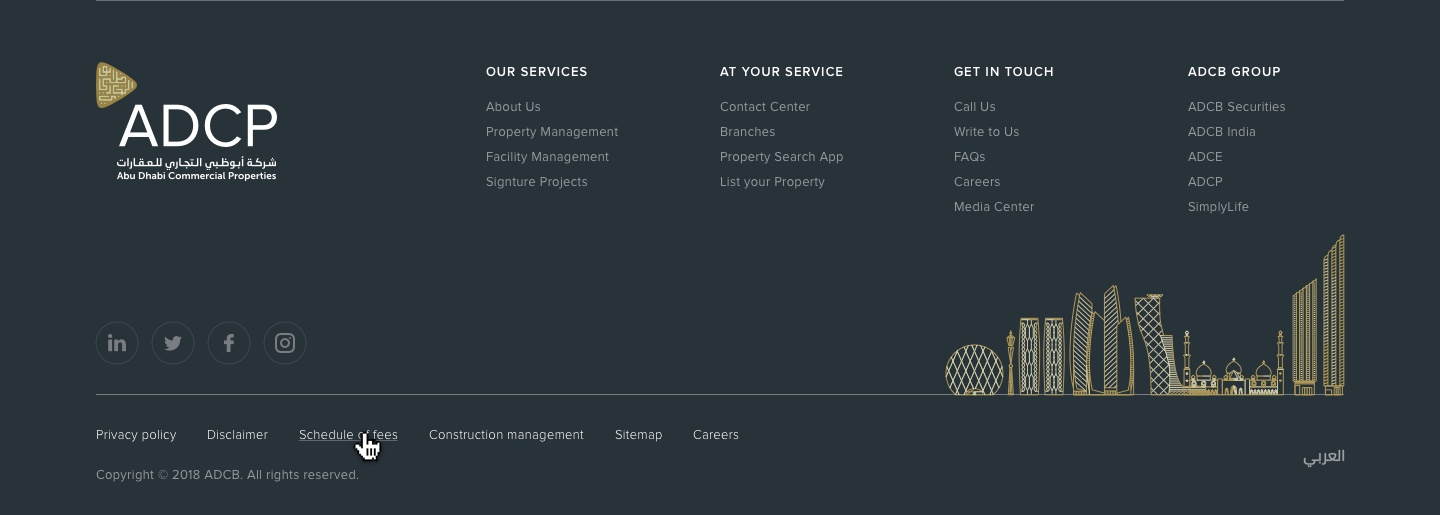 ADCP
شركة أبوظبي التجاري للعقارات
Abu Dhabi Commercial Properties
OUR SERVICES
About Us
Property Management
Facility Management
Signture Projects
AT YOUR SERVICE
Contact Center
Branches
Property Search App
List your Property
GET IN TOUCH
Call Us
Write to Us
FAQs
Careers
Media Center
ADCB GROUP
ADCB Securities
ADCB India
ADCE
ADCP
SimplyLife
Privacy policy Disclaimer Schedule of fees Construction management Sitemap Careers
Copyright © 2018 ADCB. All rights reserved.
العربي